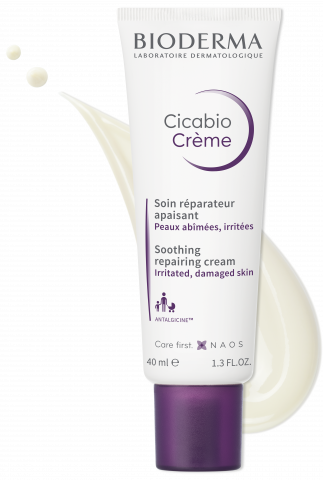 BIODERMA
LABORATOIRE DERMATOLOGIQUE
Cicabio
Crème
Soin réparateur
apaisant
Peaux abimées, irritées
Soothing
repairing cream
Irritated, damaged skin
ANTALGICINE™
Care first. NAOS
40 ml ℮ 1.3 FL.OZ.